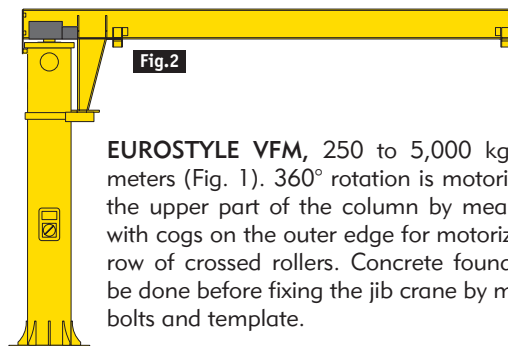 Fig.2
EUROSTYLE VFM, 250 to 5,000 kg
meters (Fig. 1). 360° rotation is motori
the upper part of the column by mea
with cogs on the outer edge for motoriz
row of crossed rollers. Concrete found
be done before fixing the jib crane by m
bolts and template.